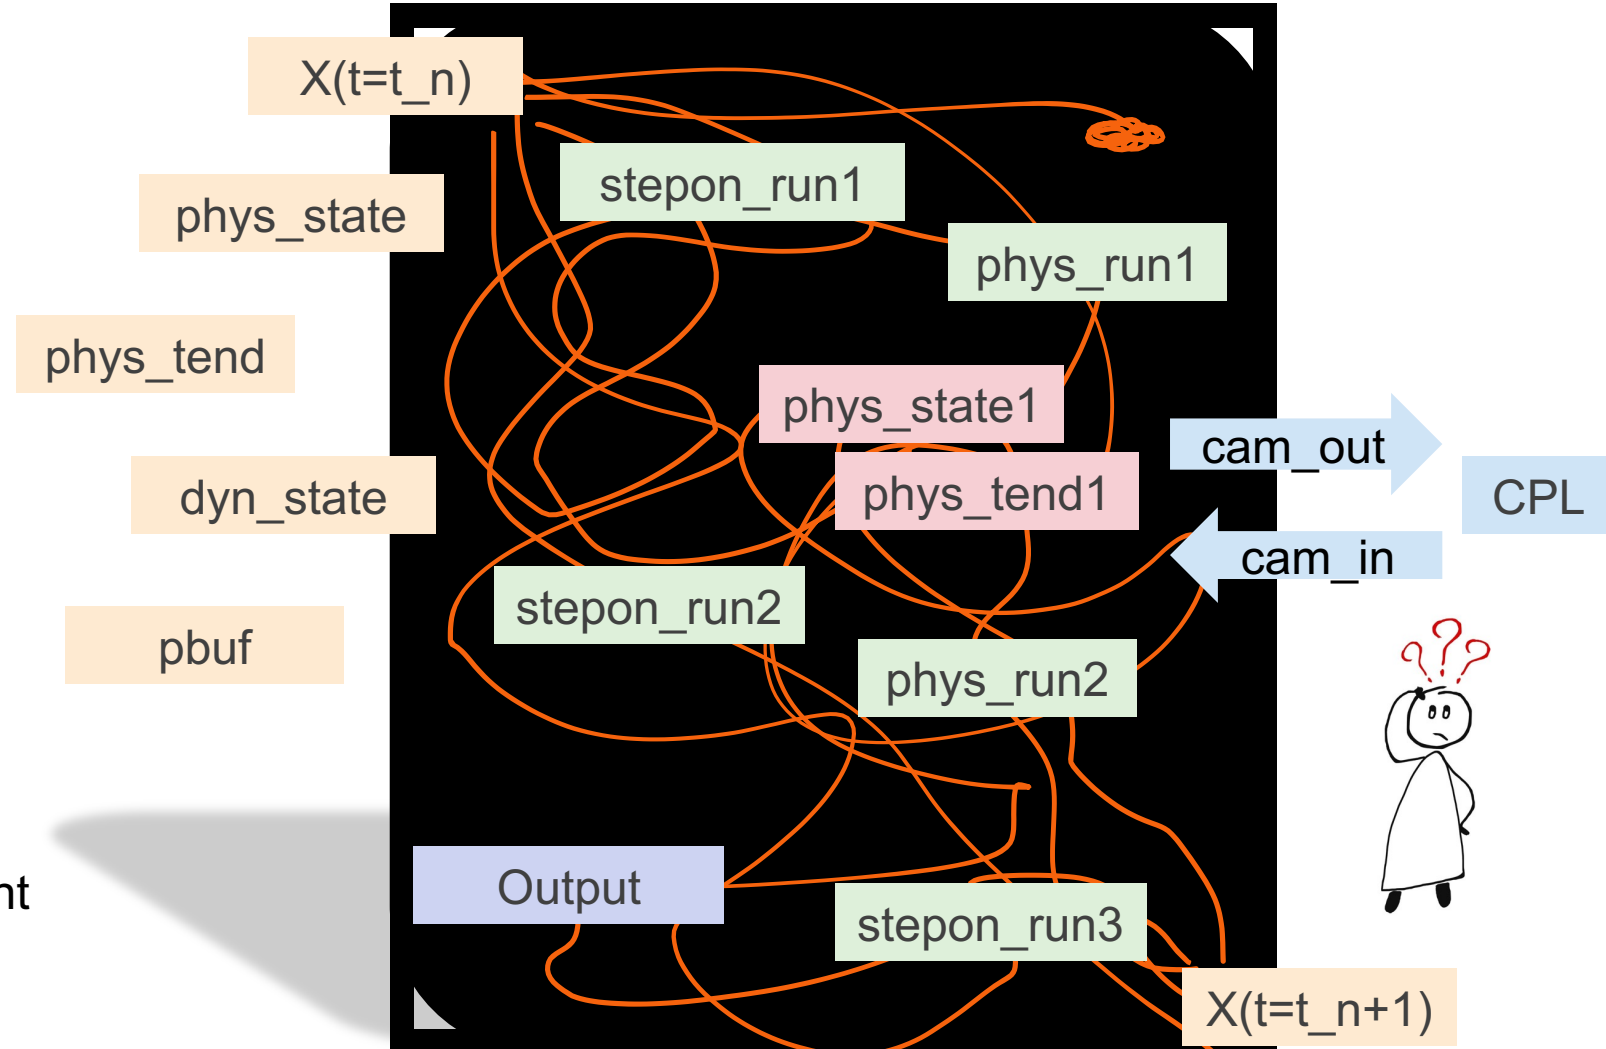 X(t=t_n)
stepon_run1
phys_state
phys_run1
phys_tend
phys_state1
cam_out
dyn_state
phys_tend1
CPL
cam_in
stepon_run2
pbuf
phys_run2
???
nt
Output
stepon_run3
X(t=t_n+1)